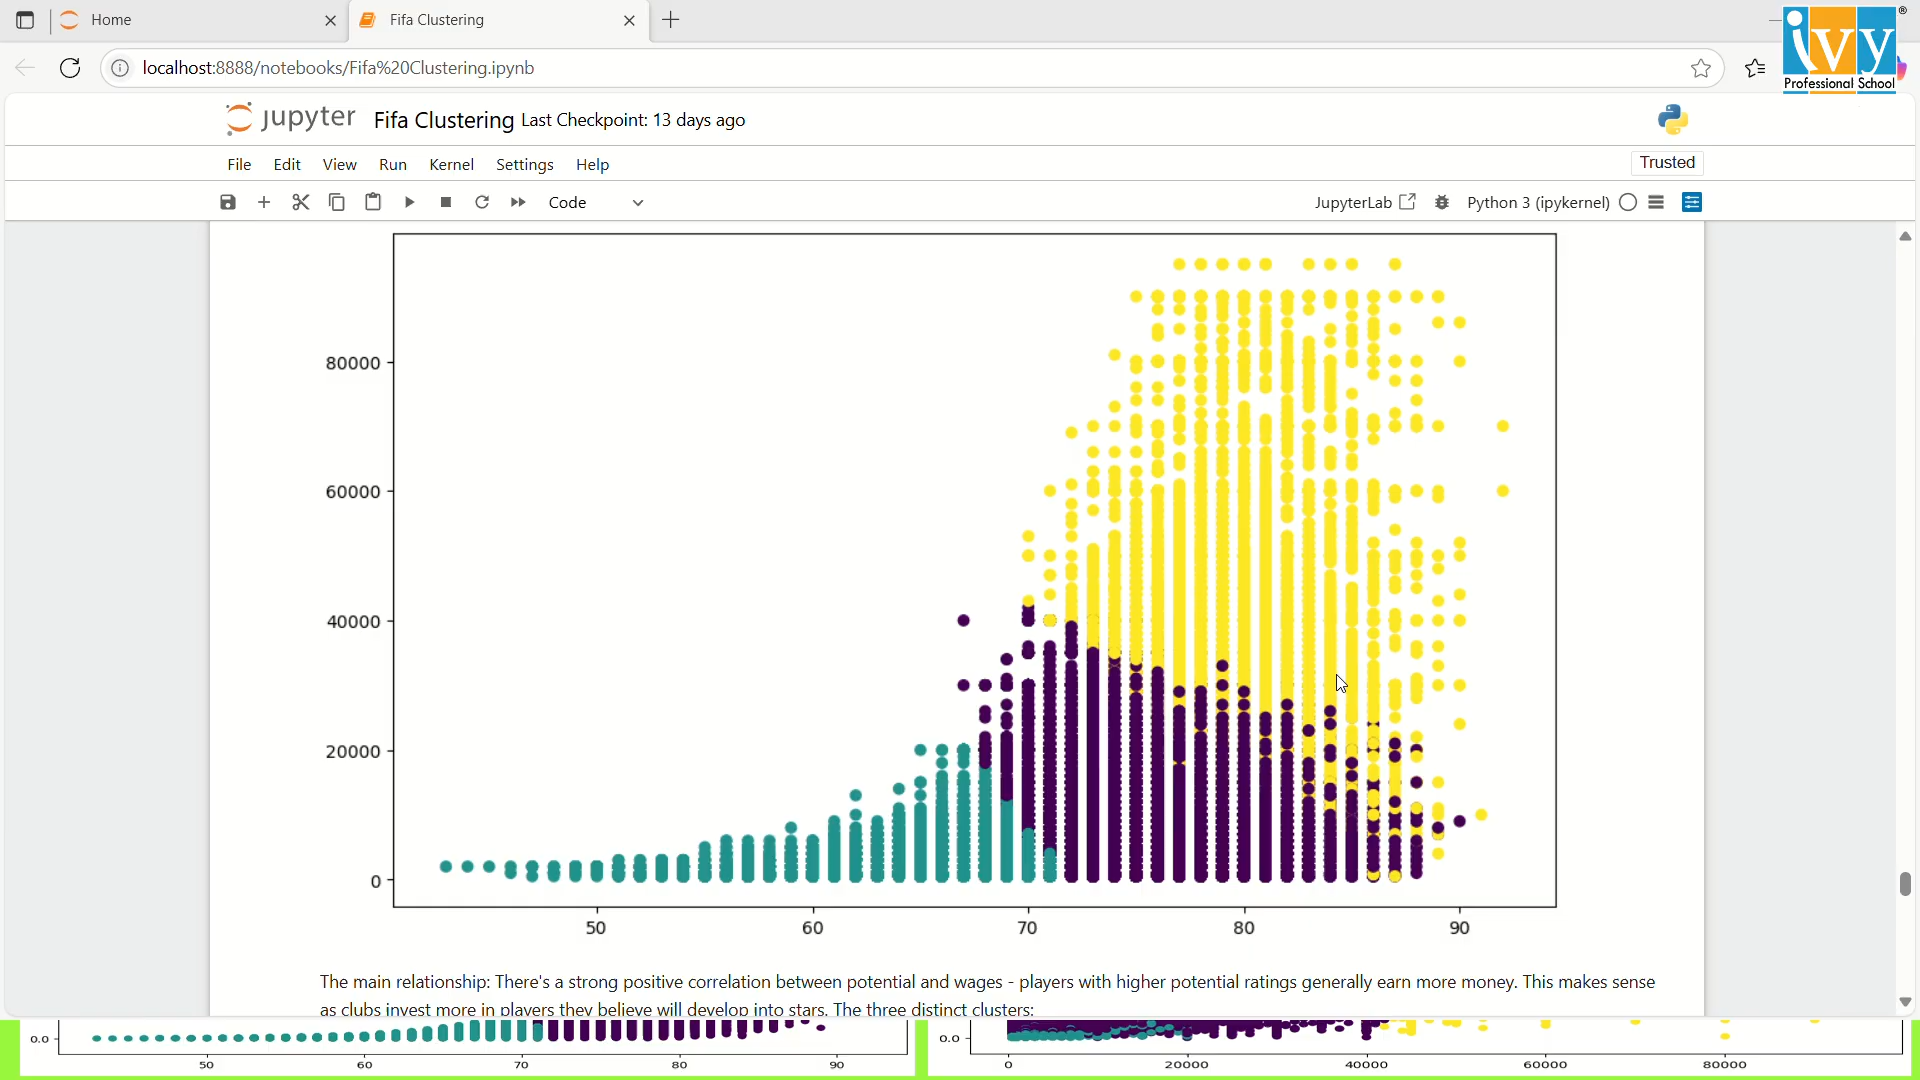 Home
Fifa Clustering
localhost:8888/notebooks/Fifa%20Clustering.ipynb
ivy
Professional School
®
jupyter Fifa Clustering Last Checkpoint: 13 days ago
File Edit View Run Kernel Settings Help
Trusted
Code
JupyterLab
Python 3 (ipykernel)
80000
60000
40000
20000
0
50 60 70 80 90
The main relationship: There's a strong positive correlation between potential and wages - players with higher potential ratings generally earn more money. This makes sense
as clubs invest more in players they believe will develop into stars. The three distinct clusters:
0.0
50 60 70 80 90
0.0
0 20000 40000 60000 80000